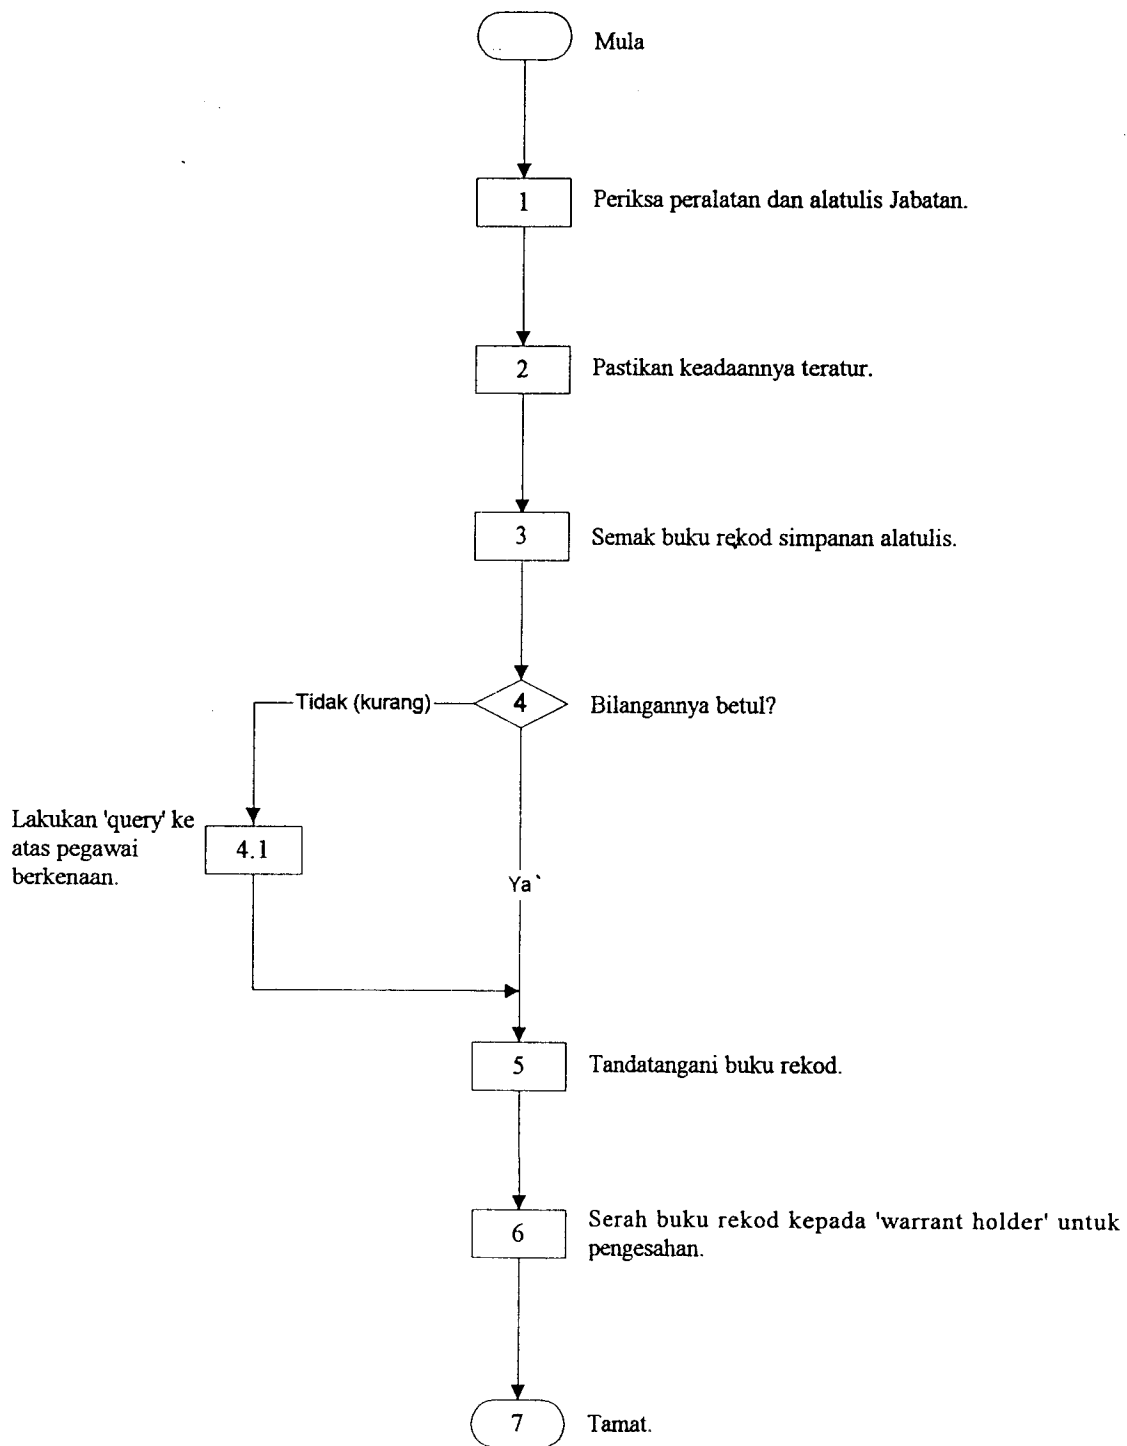 Mula
1
Periksa peralatan dan alatulis Jabatan.
2
Pastikan keadaannya teratur.
3
Semak buku rekod simpanan alatulis.
Tidak (kurang)
4
Bilangannya betul?
Lakukan 'query' ke
atas pegawai
berkenaan.
4.1
Ya
5
Tandatangani buku rekod.
6
Serah buku rekod kepada 'warrant holder' untuk
pengesahan.
7
Tamat.